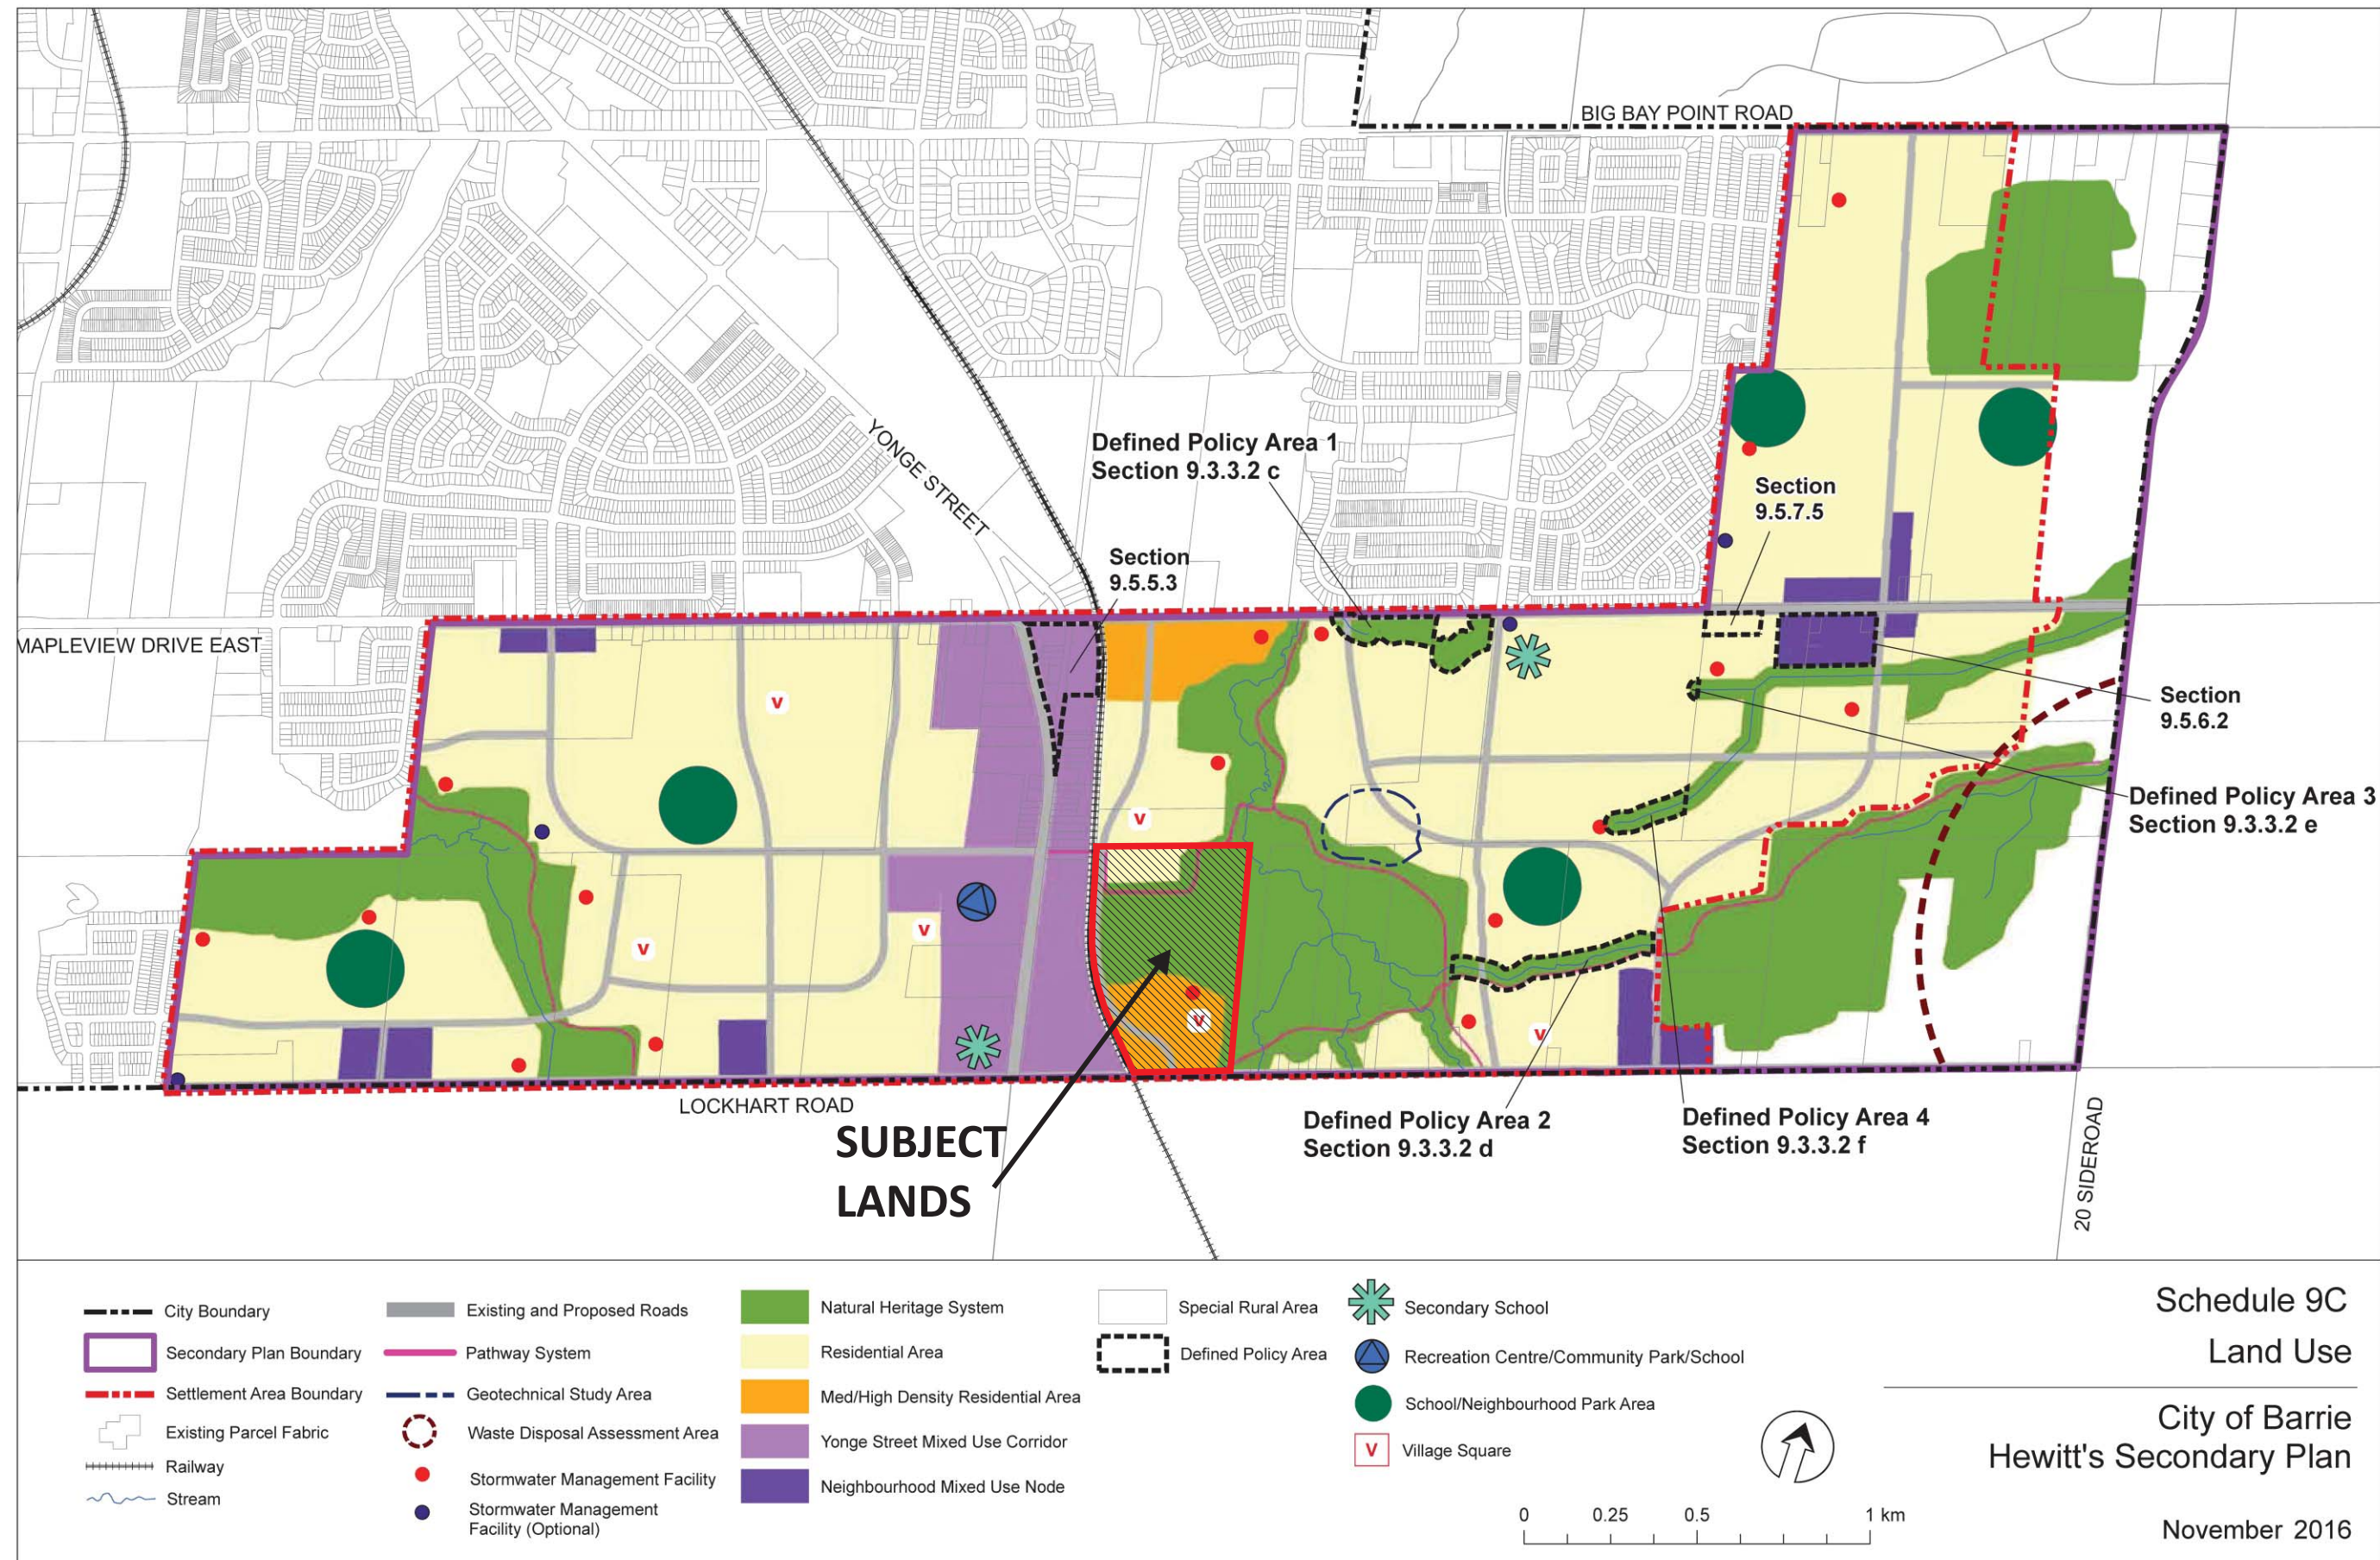 BIG BAY POINT ROAD
YONGE STREET
Defined Policy Area 1
Section 9.3.3.2 c
Section
9.5.7.5
Section
9.5.5.3
MAPLEVIEW DRIVE EAST
V
Section
9.5.6.2
Defined Policy Area 3
Section 9.3.3.2 e
V
V
V
V
V
LOCKHART ROAD
SUBJECT
LANDS
Defined Policy Area 2
Section 9.3.3.2 d
Defined Policy Area 4
Section 9.3.3.2 f
20 SIDEROAD
City Boundary
Secondary Plan Boundary
Settlement Area Boundary
Existing Parcel Fabric
Railway
Stream
Existing and Proposed Roads
Pathway System
Geotechnical Study Area
Waste Disposal Assessment Area
Stormwater Management Facility
Stormwater Management
Facility (Optional)
Natural Heritage System
Residential Area
Med/High Density Residential Area
Yonge Street Mixed Use Corridor
Neighbourhood Mixed Use Node
Special Rural Area
Defined Policy Area
Secondary School
Recreation Centre/Community Park/School
School/Neighbourhood Park Area
V Village Square
0 0.25 0.5 1 km
Schedule 9C
Land Use
City of Barrie
Hewitt's Secondary Plan
November 2016